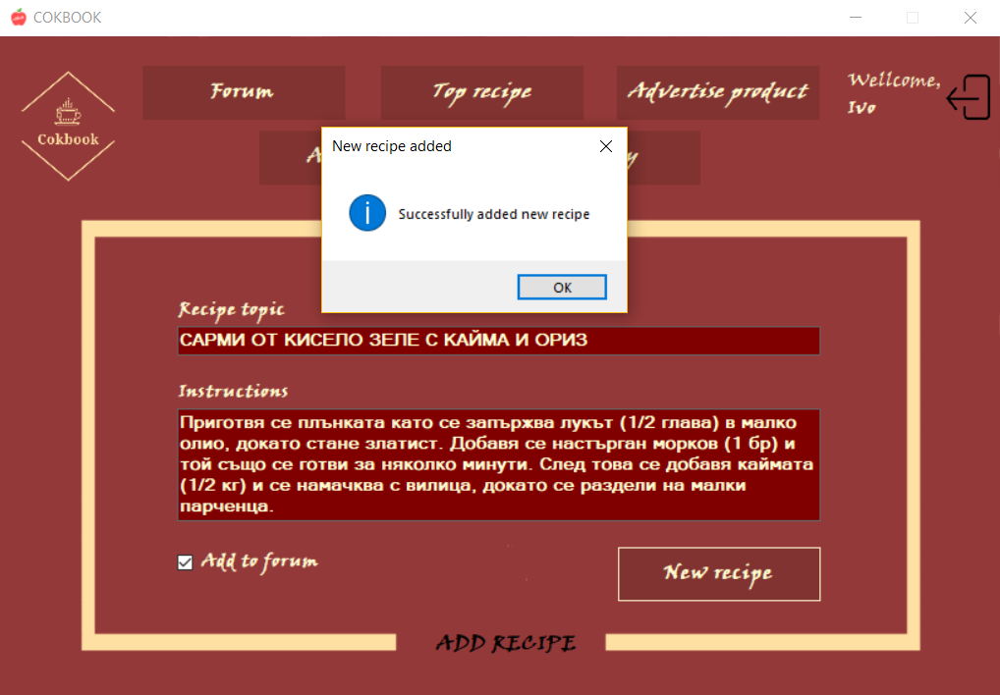 COKBOOK
Forum
Top recipe
Advertise product
Wellcome,
Ivo
Cokbook
New recipe added
Successfully added new recipe
OK
Recipe topic
САРМИ ОТ КИСЕЛО ЗЕЛЕ С КАЙМА И ОРИЗ
Instructions
Приготвя се плънката като се запържва лукът (1/2 глава) в малко
олио, докато стане златист. Добавя се настърган морков (1 бр) и
той също се готви за няколко минути. След това се добавя каймата
(1/2 кг) и се намачква с вилица, докато се раздели на малки
парченца.
Add to forum
New recipe
ADD RECIPE